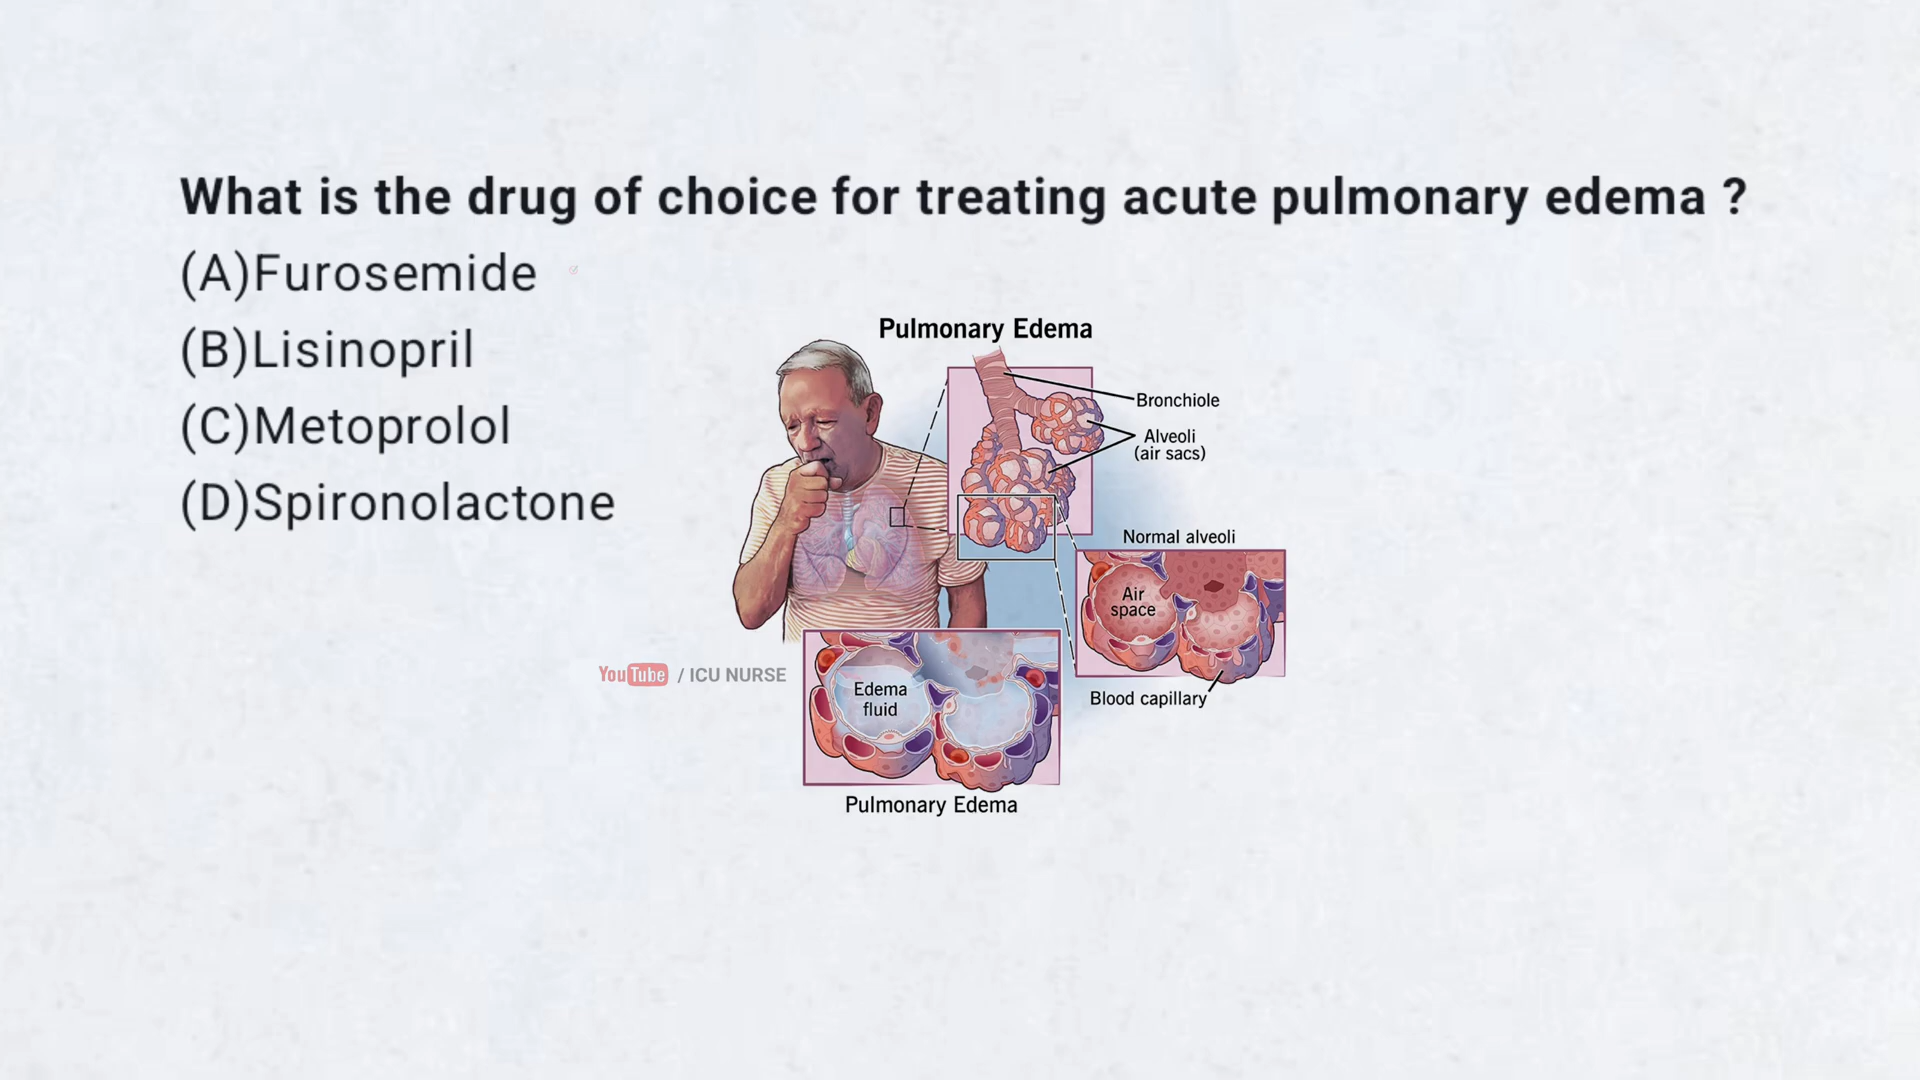 What is the drug of choice for treating acute pulmonary edema ?
(A)Furosemide
(B)Lisinopril
(C)Metoprolol
(D)Spironolactone
Pulmonary Edema
Bronchiole
Alveoli
(air sacs)
Normal alveoli
Air
space
Blood capillary
YouTube / ICU NURSE
Edema
fluid
Pulmonary Edema